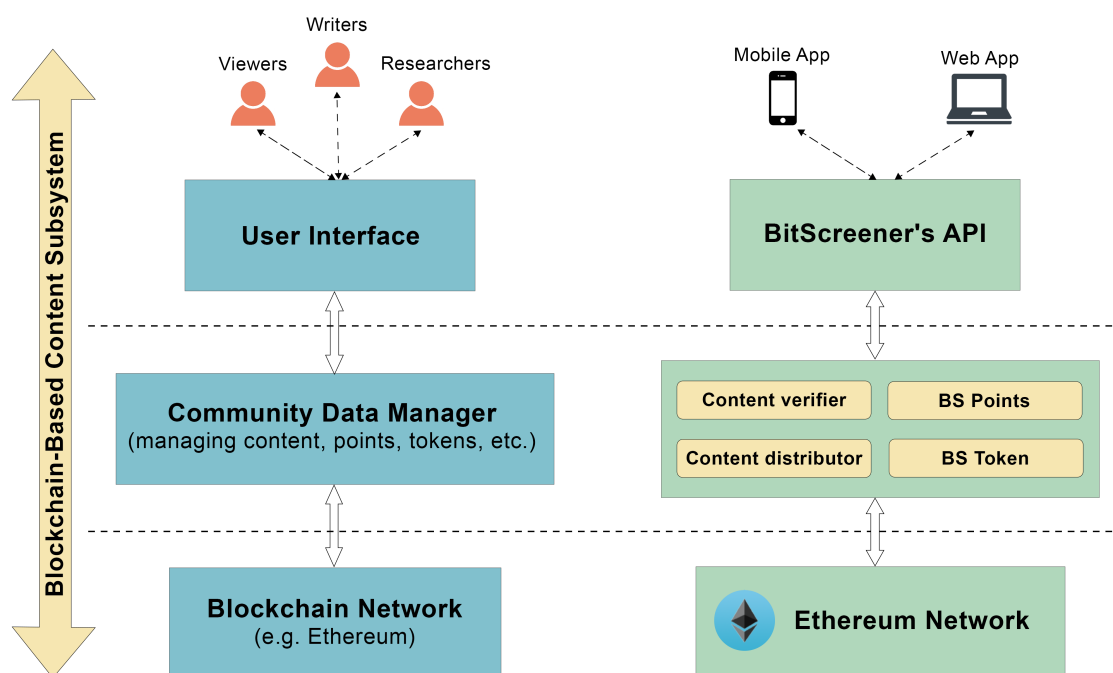 Writers
Viewers
Researchers
Mobile App
Web App
Blockchain-Based Content Subsystem
User Interface
BitScreener's API
Community Data Manager
(managing content, points, tokens, etc.)
Content verifier
BS Points
Content distributor
BS Token
Blockchain Network
(e.g. Ethereum)
Ethereum Network